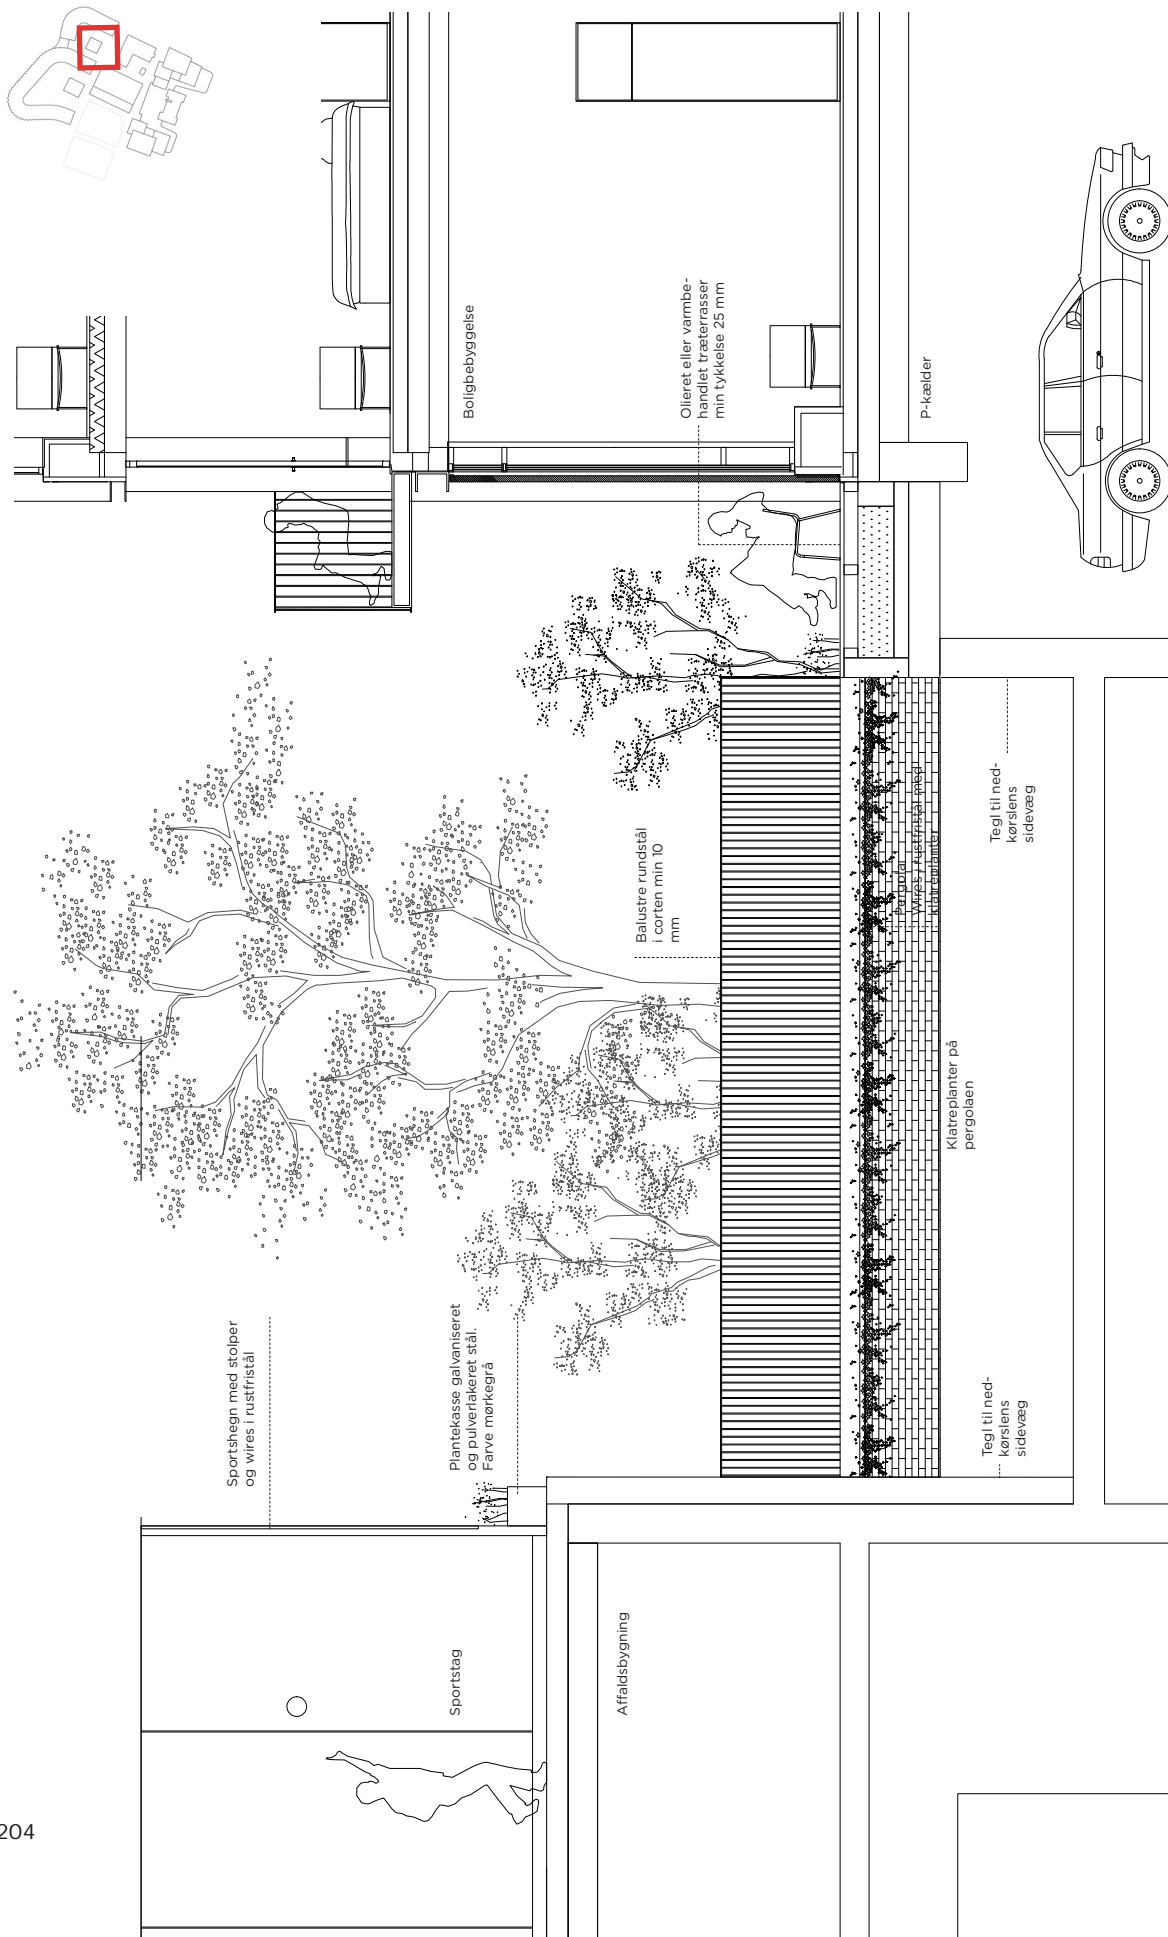 Sportshegn med stolper
og wires i rustfristål
Plantekasse galvaniseret
og pulverlakeret stål.
Farve mørkegrå
Sportstag
Affaldsbygning
Balustre rundstål
i corten min 10
mm
Boligbebyggelse
Olieret eller varmbe-
handlet træterrasser
min tykkelse 25 mm
P-kælder
Pergola:
Wires i rustfristål med
klatreplanter
Klatreplanter på
pergolaen
Tegl til ned-
kørslens
sidevæg
Tegl til ned-
kørslens
sidevæg
204